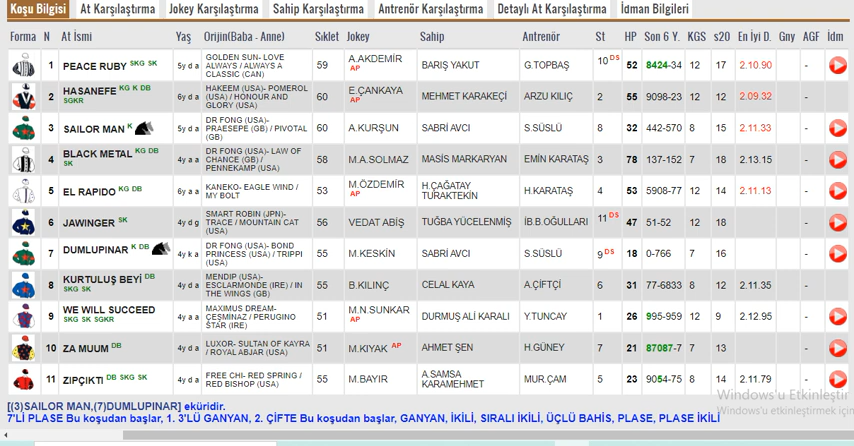 Koşu Bilgisi At Karşılaştırma Jokey Karşılaştırma Sahip Karşılaştırma Antrenör Karşılaştırma Detaylı At Karşılaştırma İdman Bilgileri
Forma N At İsmi Yaş Orijin(Baba - Anne) Sıklet Jokey Sahip Antrenör St HP Son 6 Y. KGS s20 En İyi D. Gny AGF İdm
1 PEACE RUBY SKG SK 5y d a GOLDEN SUN- LOVE ALWAYS / ALWAYS A CLASSIC (CAN) 59 A.AKDEMİR AP BARIŞ YAKUT G.TOPBAŞ 10 DS 52 8424-34 12 17 2.10.90 -
2 HASANEFE KG K DB SGKR 6y d a HAKEEM (USA)- POMEROL (USA) / HONOUR AND GLORY (USA) 60 E.ÇANKAYA AP MEHMET KARAKEÇİ ARZU KILIÇ 2 55 9098-23 12 12 2.09.32 -
3 SAILOR MAN K 5y d a DR FONG (USA)- PRAESEPE (GB) / PIVOTAL (GB) 60 A.KURŞUN SABRİ AVCI S.SÜSLÜ 8 32 442-570 8 15 2.11.33 -
4 BLACK METAL KG DB SK 4y a a DR FONG (USA)- LAW OF CHANCE (GB) / PENNEKAMP (USA) 58 M.A.SOLMAZ MASİS MARKARYAN EMİN KARATAŞ 3 78 137-152 7 18 2.13.15 -
5 EL RAPIDO KG DB 6y a a KANEKO- EAGLE WIND / MY BOLT 53 M.ÖZDEMİR AP H.ÇAĞATAY TURAKTEKİN H.KARATAŞ 4 53 5908-77 12 14 2.11.13 -
6 JAWINGER SK 4y d g SMART ROBIN (JPN)- TRACE / MOUNTAIN CAT (USA) 56 VEDAT ABİŞ TUĞBA YÜCELENMİŞ İB.B.OĞULLARI 11 DS 47 51-52 12 18 -
7 DUMLUPINAR K DB 4y k a DR FONG (USA)- BOND PRINCESS (USA) / TRIPPI (USA) 55 M.KESKİN SABRİ AVCI S.SÜSLÜ 9 DS 18 0-766 7 16 -
8 KURTULUŞ BEYİ DB SKG SK 4y d a MENDIP (USA)- ESCLARMONDE (IRE) / IN THE WINGS (GB) 55 B.KILINÇ CELAL KAYA A.ÇİFTÇİ 6 31 77-6833 8 12 2.11.35 -
9 WE WILL SUCCEED SKG SK SGKR 4y a a MAXIMUS DREAM- ÇEŞMİNAZ / PERUGINO STAR (IRE) 51 M.N.SUNKAR AP DURMUŞ ALİ KARALI Y.TUNCAY 1 26 995-959 12 9 2.12.95 -
10 ZA MUUM DB 4y d a LUXOR- SULTAN OF KAYRA / ROYAL ABJAR (USA) 51 M.KIYAK AP AHMET ŞEN H.GÜNEY 7 21 87087-7 7 13 -
11 ZIPÇIKTI DB SKG SK 4y d a FREE CHI- RED SPRING / RED BISHOP (USA) 55 M.BAYIR A.SAMSA KARAMEHMET MUR.ÇAM 5 23 9054-75 8 14 2.11.79 -
Windows'u Etkinleştir
[(3)SAILOR MAN,(7)DUMLUPINAR] eküridir.
Windows'u etkinleştirmek için
7'Lİ PLASE Bu koşudan başlar, 1. 3'LÜ GANYAN, 2. ÇİFTE Bu koşudan başlar, GANYAN, İKİLİ, SIRALI İKİLİ, ÜÇLÜ BAHİS, PLASE, PLASE İKİLİ